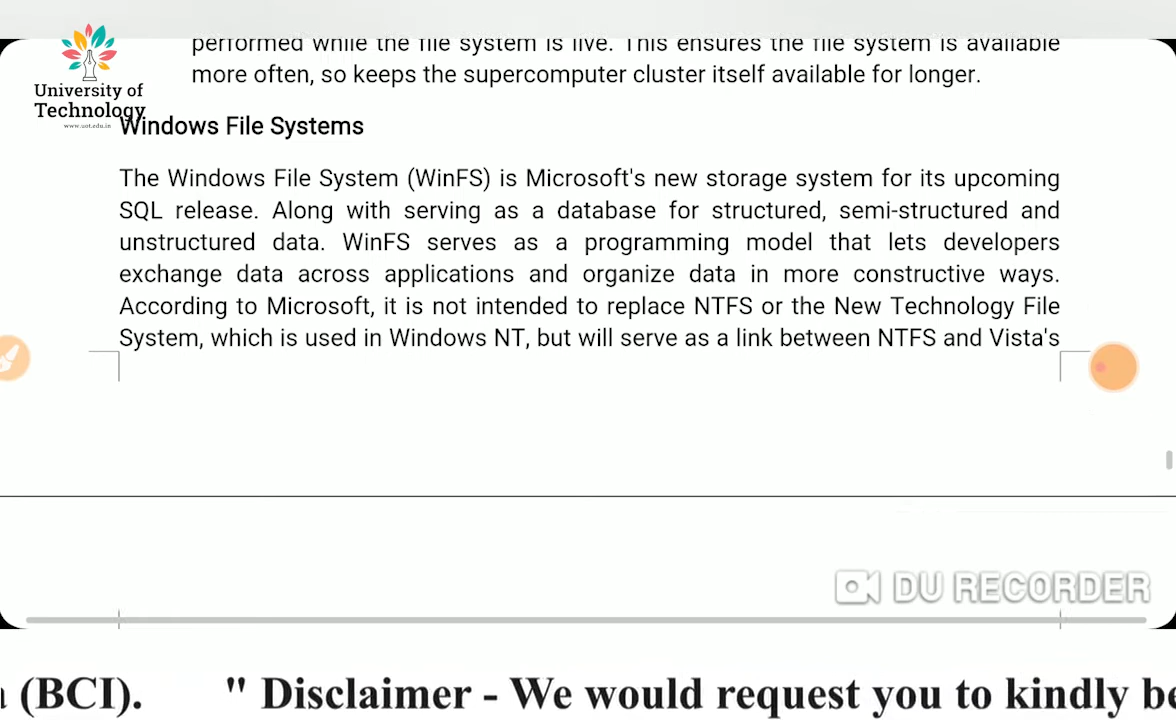 performed while the file system is live. This ensures the file system is available
more often, so keeps the supercomputer cluster itself available for longer.
University of
Technology
www.uot.edu.in
Windows File Systems
The Windows File System (WinFS) is Microsoft's new storage system for its upcoming
SQL release. Along with serving as a database for structured, semi-structured and
unstructured data. WinFS serves as a programming model that lets developers
exchange data across applications and organize data in more constructive ways.
According to Microsoft, it is not intended to replace NTFS or the New Technology File
System, which is used in Windows NT, but will serve as a link between NTFS and Vista's
DU RECORDER
(BCI). " Disclaimer - We would request you to kindly be